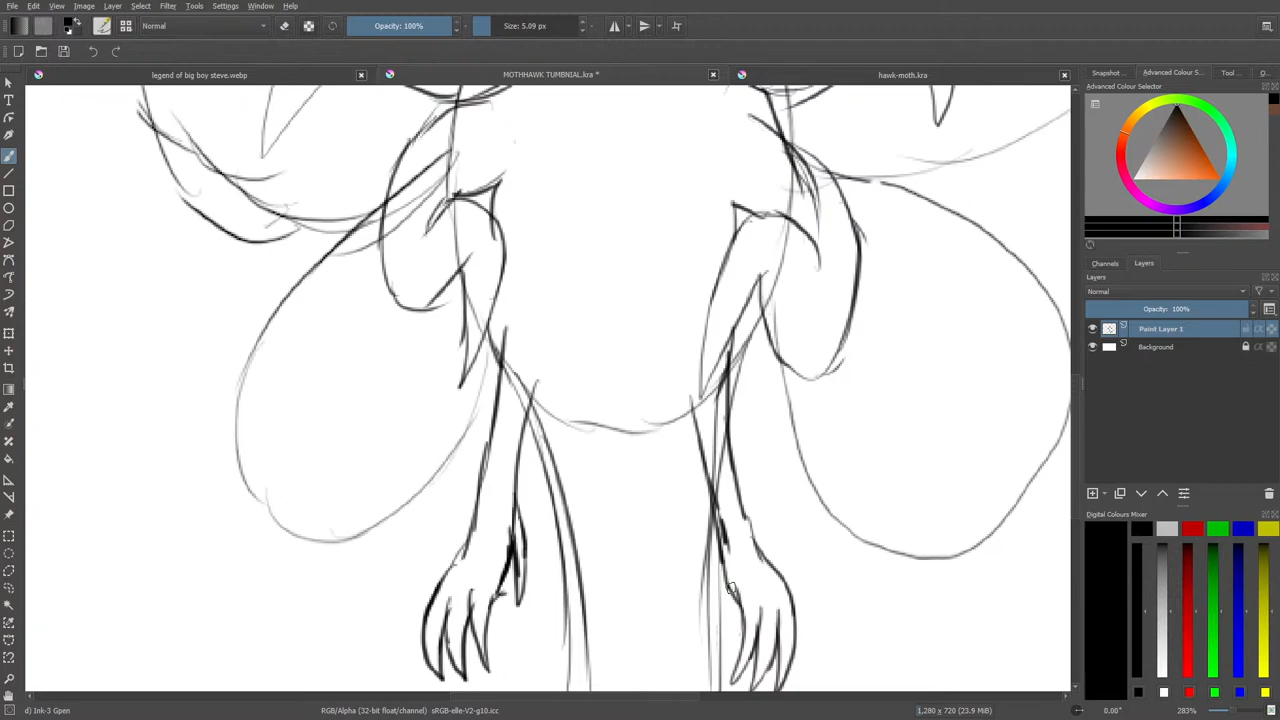 File Edit View Image Layer Select Filter Tools Settings Window Help
Normal Opacity: 100% Size: 5.09 px
legend of big boy steve.webp MOTHHAWK TUMBNIAL.kra * hawk-moth.kra
Snapshot ... Advanced Colour S... Tool ... O...
Advanced Colour Selector
Channels Layers
Layers
Normal
Opacity: 100%
Paint Layer 1
Background
Digital Colours Mixer
d) Ink-3 Gpen RGB/Alpha (32-bit float/channel) sRGB-elle-V2-g10.icc 1,280 x 720 (23.9 MiB) 0.00° 283%